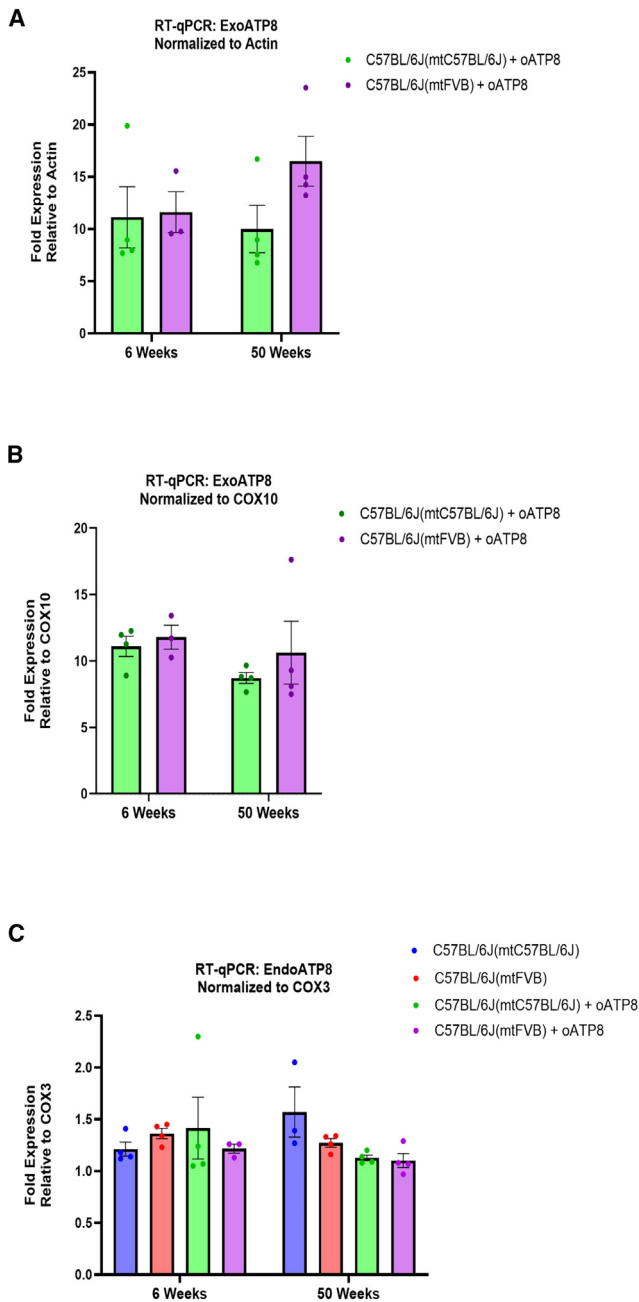 A
RT-qPCR: ExoATP8
Normalized to Actin
C57BL/6J(mtC57BL/6J) + oATP8
C57BL/6J(mtFVB) + oATP8
Fold Expression
Relative to Actin
25
20
15
10
5
0
6 Weeks
50 Weeks
B
RT-qPCR: ExoATP8
Normalized to COX10
C57BL/6J(mtC57BL/6J) + oATP8
C57BL/6J(mtFVB) + oATP8
Fold Expression
Relative to COX10
20
15
10
5
0
6 Weeks
50 Weeks
C
RT-qPCR: EndoATP8
Normalized to COX3
C57BL/6J(mtC57BL/6J)
C57BL/6J(mtFVB)
C57BL/6J(mtC57BL/6J) + oATP8
C57BL/6J(mtFVB) + oATP8
Fold Expression
Relative to COX3
2.5
2.0
1.5
1.0
0.5
0.0
6 Weeks
50 Weeks